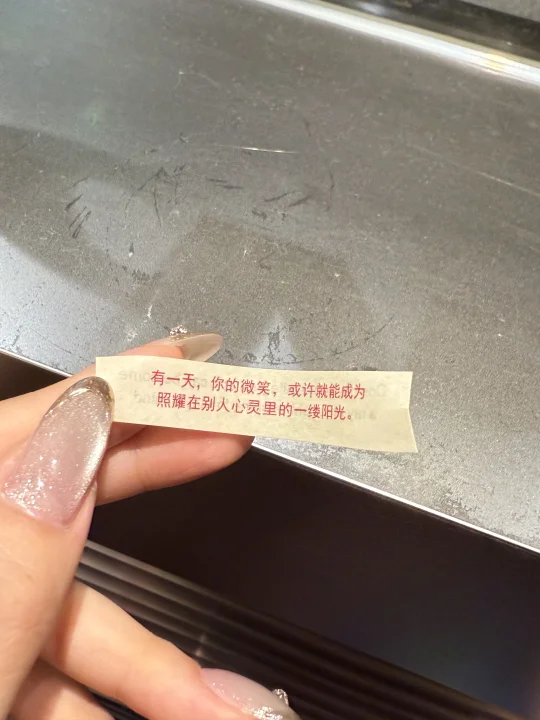 有一天，你的微笑，或许就能成为
照耀在别人心灵里的一缕阳光。